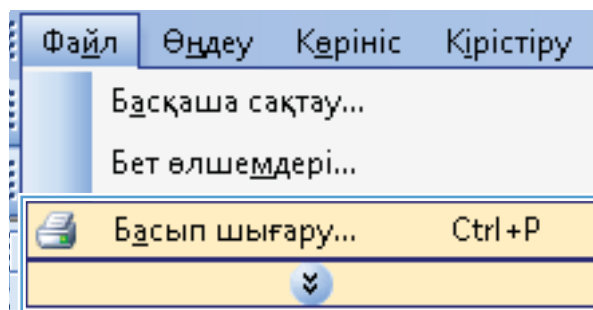 Файл Өңдеу Көрініс Кірістіру
Басқаша сақтау...
Бет өлшемдері...
Басып шығару... Ctrl+P